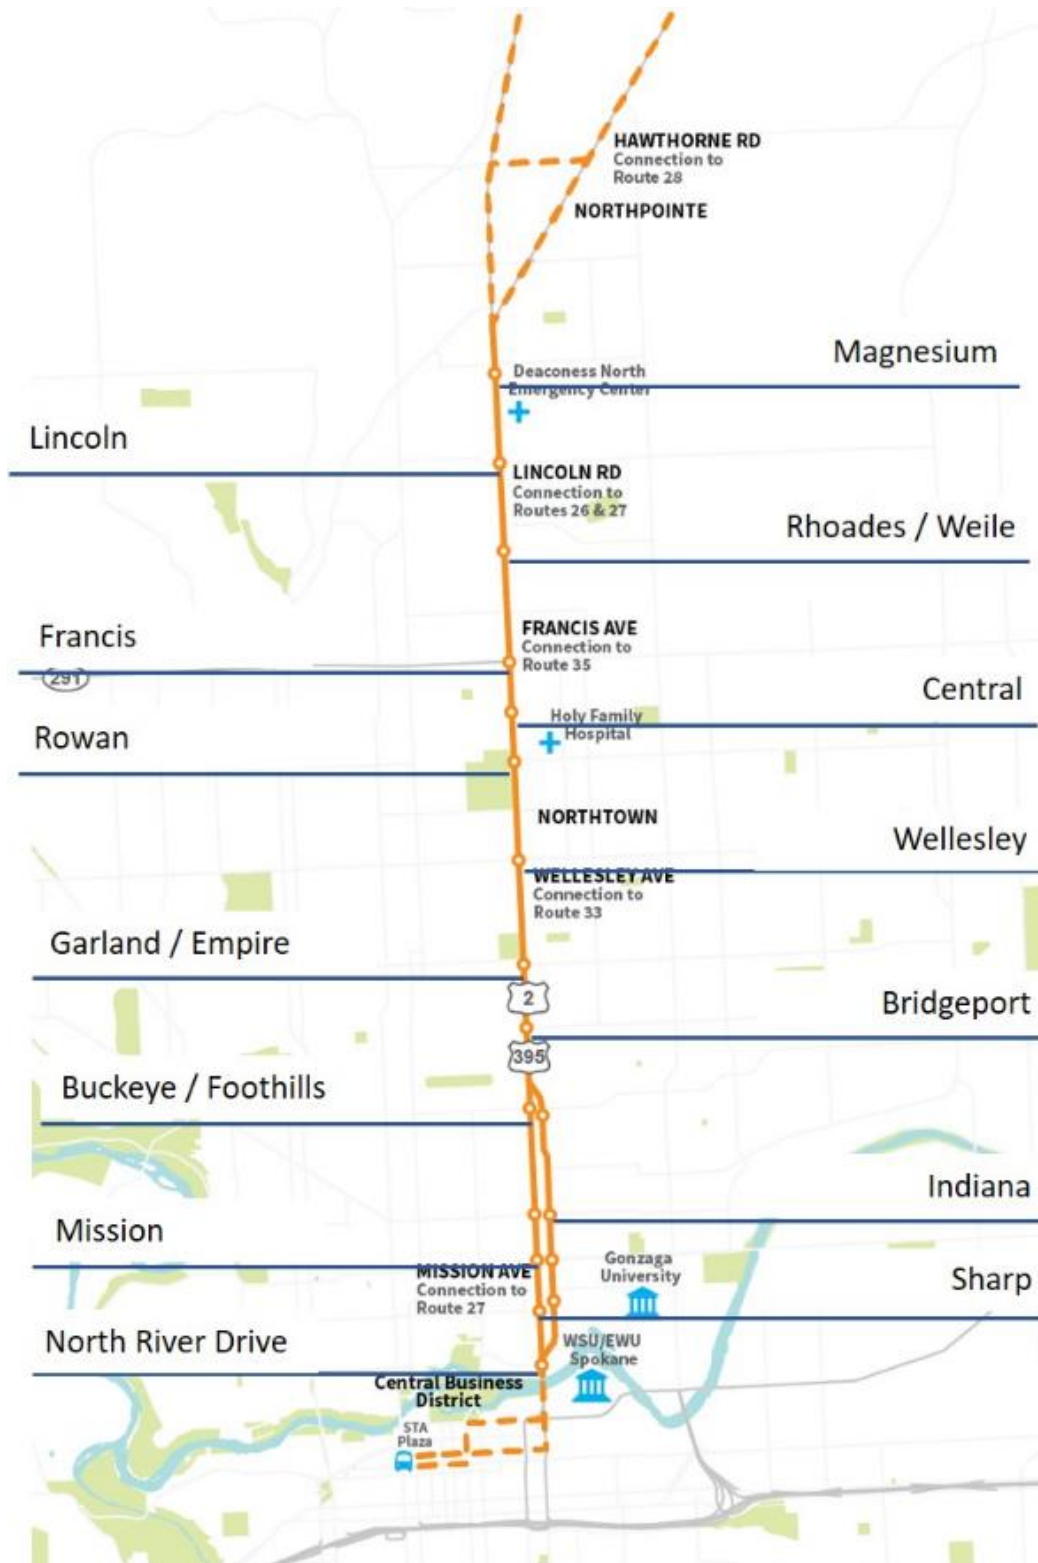 HAWTHORNE RD
Connection to
Route 28
NORTHPOINTE
Magnesium
Deaconess North
Emergency Center
Lincoln
LINCOLN RD
Connection to
Routes 26 & 27
Rhoades / Weile
Francis
FRANCIS AVE
Connection to
Route 35
291
Central
Holy Family
Hospital
Rowan
NORTHTOWN
Wellesley
WELLESLEY AVE
Connection to
Route 33
Garland / Empire
2
Bridgeport
395
Buckeye / Foothills
Indiana
Mission
MISSION AVE
Connection to
Route 27
Gonzaga
University
Sharp
North River Drive
WSU/EWU
Spokane
Central Business
District
STA
Plaza